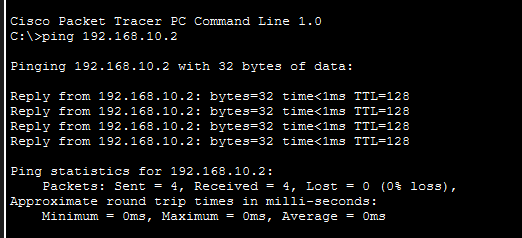 Cisco Packet Tracer PC Command Line 1.0
C:\>ping 192.168.10.2
Pinging 192.168.10.2 with 32 bytes of data:
Reply from 192.168.10.2: bytes=32 time<1ms TTL=128
Reply from 192.168.10.2: bytes=32 time<1ms TTL=128
Reply from 192.168.10.2: bytes=32 time<1ms TTL=128
Reply from 192.168.10.2: bytes=32 time<1ms TTL=128
Ping statistics for 192.168.10.2:
    Packets: Sent = 4, Received = 4, Lost = 0 (0% loss),
Approximate round trip times in milli-seconds:
    Minimum = 0ms, Maximum = 0ms, Average = 0ms